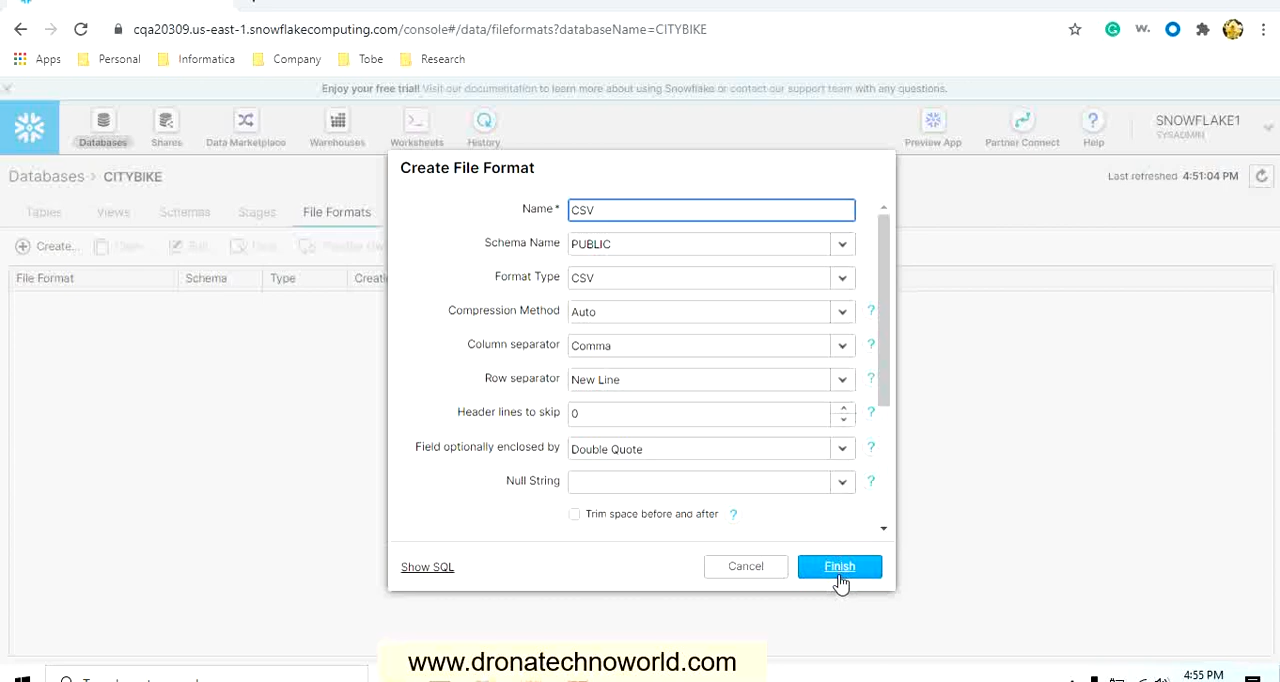 cqa20309.us-east-1.snowflakecomputing.com/console#/data/fileformats?databaseName=CITYBIKE
Apps Personal Informatica Company Tobe Research
Enjoy your free trial! Visit our documentation to learn more about using Snowflake or contact our support team with any questions.
Databases Shares Data Marketplace Warehouses Worksheets History Preview App Partner Connect Help
SNOWFLAKE1
SYSADMIN
Databases > CITYBIKE
Last refreshed 4:51:04 PM
Tables Views Schemas Stages File Formats
Create...
File Format Schema Type
Create File Format
Name* CSV
Schema Name PUBLIC
Format Type CSV
Compression Method Auto ?
Column separator Comma ?
Row separator New Line ?
Header lines to skip 0 ?
Field optionally enclosed by Double Quote ?
Null String ?
Trim space before and after ?
Show SQL Cancel Finish
www.dronatechnoworld.com
4:55 PM